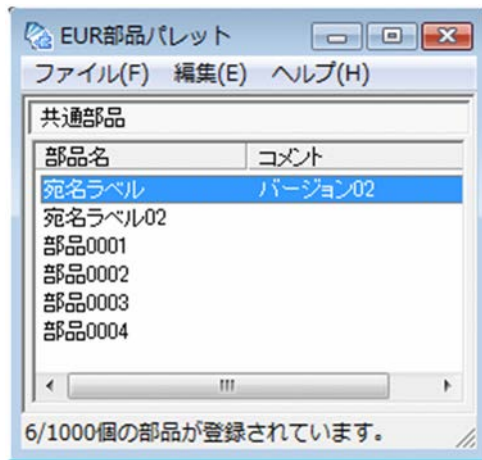 EUR部品パレット
ファイル(F) 編集(E) ヘルプ(H)
共通部品
部品名 コメント
宛名ラベル バージョン02
宛名ラベル02
部品0001
部品0002
部品0003
部品0004
6/1000個の部品が登録されています。